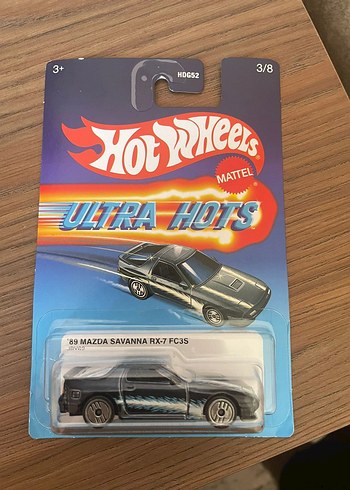 3+
HDG52
3/8
HOT WHEELS
MATTEL
ULTRA HOTS
'89 MAZDA SAVANNA RX-7 FC3S